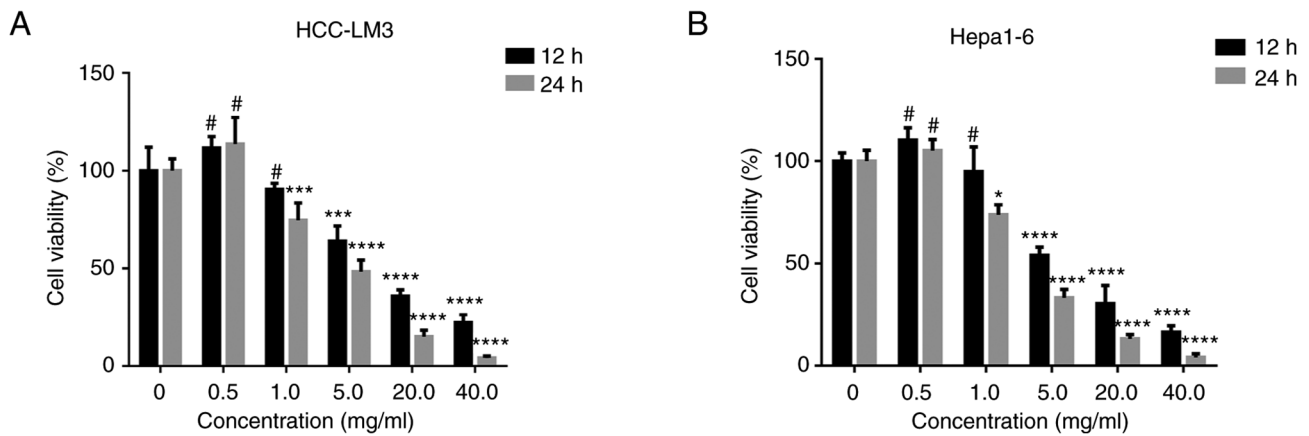 A
HCC-LM3
12 h
24 h
Cell viability (%)
150
100
50
0
# # # *** *** **** **** **** **** ****
0 0.5 1.0 5.0 20.0 40.0
Concentration (mg/ml)
B
Hepa1-6
12 h
24 h
Cell viability (%)
150
100
50
0
# # # * **** **** **** **** **** ****
0 0.5 1.0 5.0 20.0 40.0
Concentration (mg/ml)